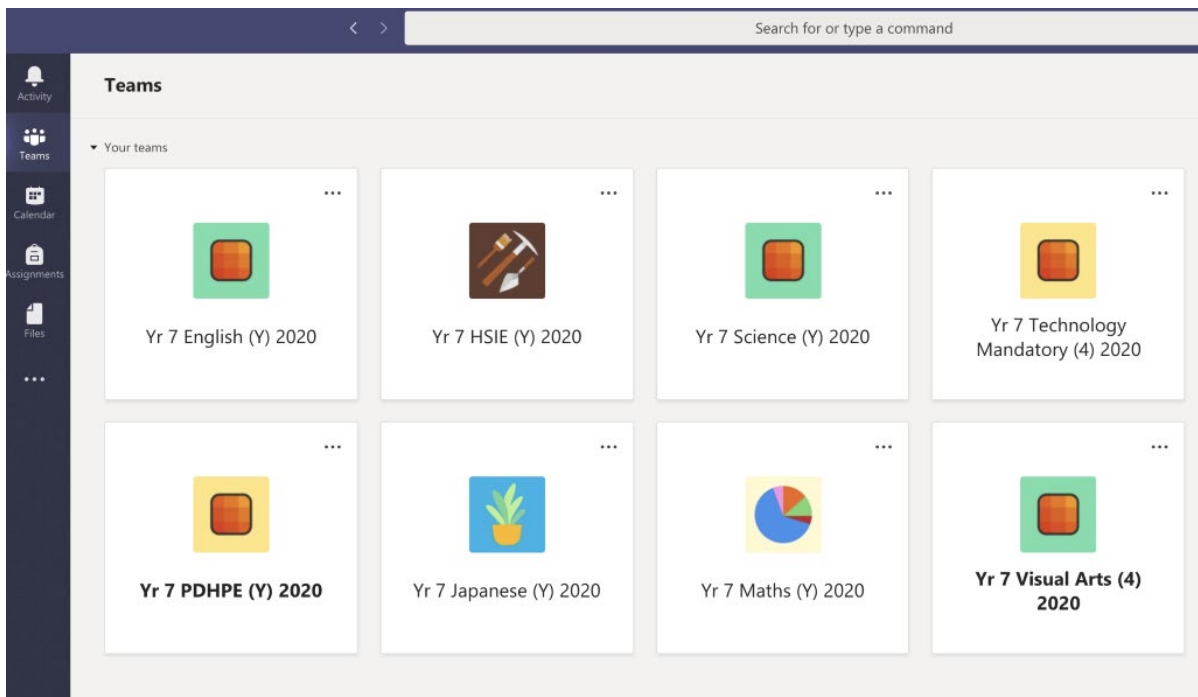 Search for or type a command
Activity
Teams
Calendar
Assignments
Files
Teams
Your teams
Yr 7 English (Y) 2020
Yr 7 HSIE (Y) 2020
Yr 7 Science (Y) 2020
Yr 7 Technology
Mandatory (4) 2020
Yr 7 PDHPE (Y) 2020
Yr 7 Japanese (Y) 2020
Yr 7 Maths (Y) 2020
Yr 7 Visual Arts (4)
2020